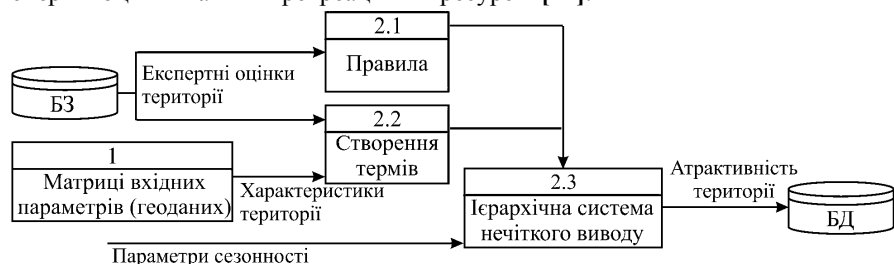 2.1
Правила
Експертні оцінки
території
БЗ
2.2
Створення
термів
1
Матриці вхідних
параметрів (геоданих)
Характеристики
території
2.3
Ієрархічна система
нечіткого виводу
Атрактивність
території
БД
Параметри сезонності